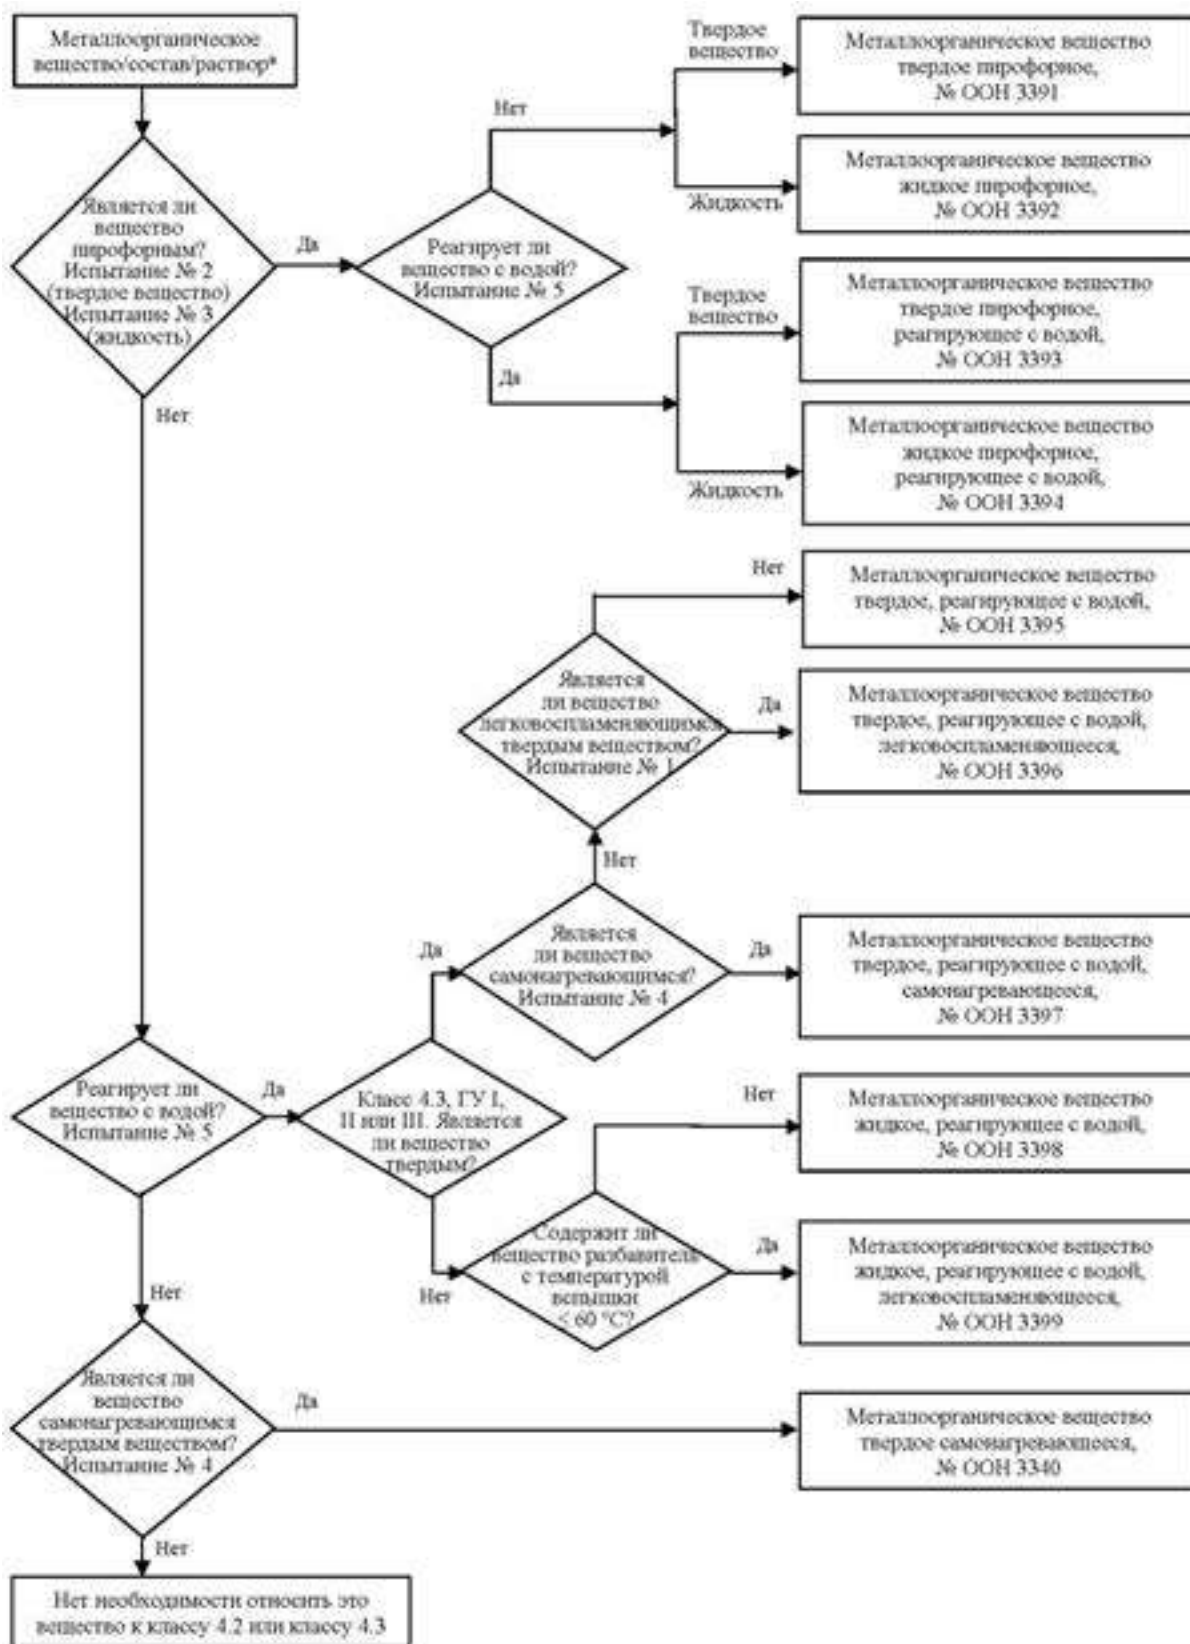 Металлоорганическое
вещество/состав/раствор*
Является ли
вещество
пирофорным?
Испытание № 2
(твердое вещество)
Испытание № 3
(жидкость)
Да
Нет
Реагирует ли
вещество с водой?
Испытание № 5
Нет
Твердое
вещество
Металлоорганическое вещество
твердое пирофорное,
№ ООН 3391
Жидкость
Металлоорганическое вещество
жидкое пирофорное,
№ ООН 3392
Да
Твердое
вещество
Металлоорганическое вещество
твердое пирофорное,
реагирующее с водой,
№ ООН 3393
Жидкость
Металлоорганическое вещество
жидкое пирофорное,
реагирующее с водой,
№ ООН 3394
Нет
Металлоорганическое вещество
твердое, реагирующее с водой,
№ ООН 3395
Является
ли вещество
легковоспламеняющимся
твердым веществом?
Испытание № 1
Да
Металлоорганическое вещество
твердое, реагирующее с водой,
легковоспламеняющееся,
№ ООН 3396
Нет
Является
ли вещество
самонагревающимся?
Испытание № 4
Да
Да
Металлоорганическое вещество
твердое, реагирующее с водой,
самонагревающееся,
№ ООН 3397
Реагирует ли
вещество с водой?
Испытание № 5
Да
Класс 4.3, ГУ I,
II или III. Является
ли вещество
твердым?
Нет
Металлоорганическое вещество
жидкое, реагирующее с водой,
№ ООН 3398
Нет
Содержит ли
вещество разбавитель
с температурой
вспышки
< 60 °C?
Да
Металлоорганическое вещество
жидкое, реагирующее с водой,
легковоспламеняющееся,
№ ООН 3399
Нет
Является ли
вещество
самонагревающимся
твердым веществом?
Испытание № 4
Да
Металлоорганическое вещество
твердое самонагревающееся,
№ ООН 3340
Нет
Нет необходимости относить это
вещество к классу 4.2 или классу 4.3